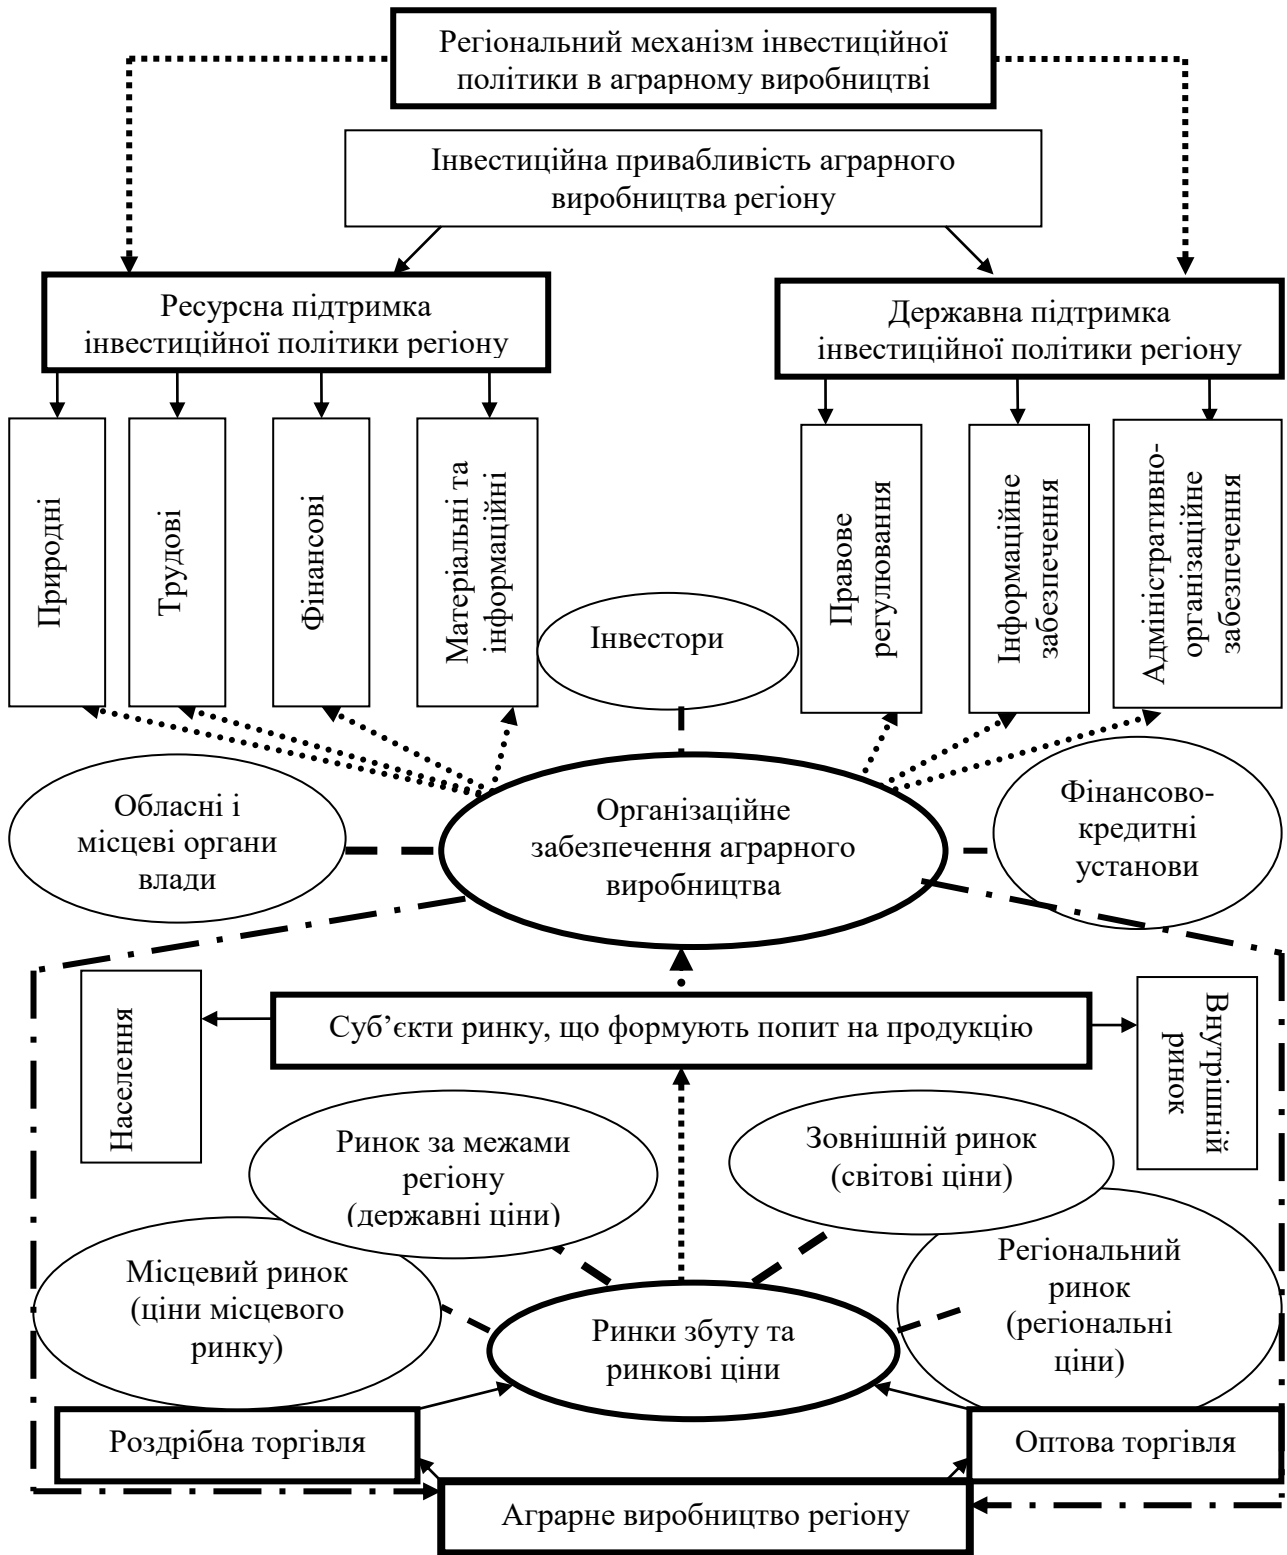 Регіональний механізм інвестиційної
політики в аграрному виробництві
Інвестиційна привабливість аграрного
виробництва регіону
Ресурсна підтримка
інвестиційної політики регіону
Державна підтримка
інвестиційної політики регіону
Природні
Трудові
Фінансові
Матеріальні та
інформаційні
Правове
регулювання
Інформаційне
забезпечення
Адміністративно-
організаційне
забезпечення
Інвестори
Обласні і
місцеві органи
влади
Організаційне
забезпечення аграрного
виробництва
Фінансово-
кредитні
установи
Населення
Суб’єкти ринку, що формують попит на продукцію
Внутрішній
ринок
Ринок за межами
регіону
(державні ціни)
Зовнішній ринок
(світові ціни)
Місцевий ринок
(ціни місцевого
ринку)
Регіональний
ринок
(регіональні
ціни)
Ринки збуту та
ринкові ціни
Роздрібна торгівля
Оптова торгівля
Аграрне виробництво регіону